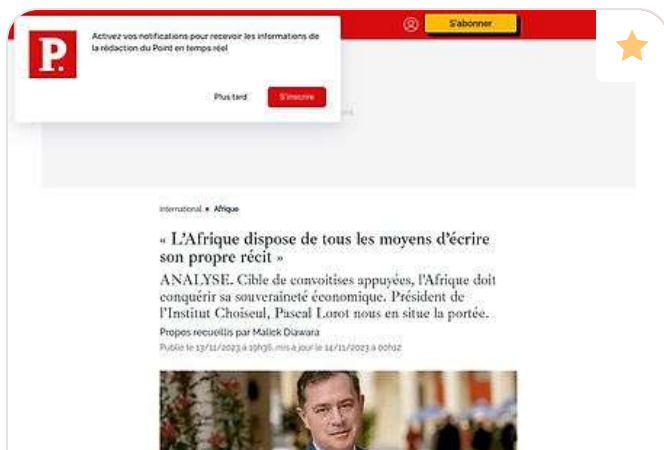 P.
Activez vos notifications pour recevoir les informations de
la rédaction du Point en temps réel
Plus tard
S'inscrire
S'abonner
International • Afrique
« L'Afrique dispose de tous les moyens d'écrire
son propre récit »
ANALYSE. Cible de convoitises appuyées, l'Afrique doit
conquérir sa souveraineté économique. Président de
l'Institut Choiseul, Pascal Lorot nous en situe la portée.
Propos recueillis par Malick Diawara
Publié le 13/11/2023 à 19h36, mis à jour le 14/11/2023 à 00h12